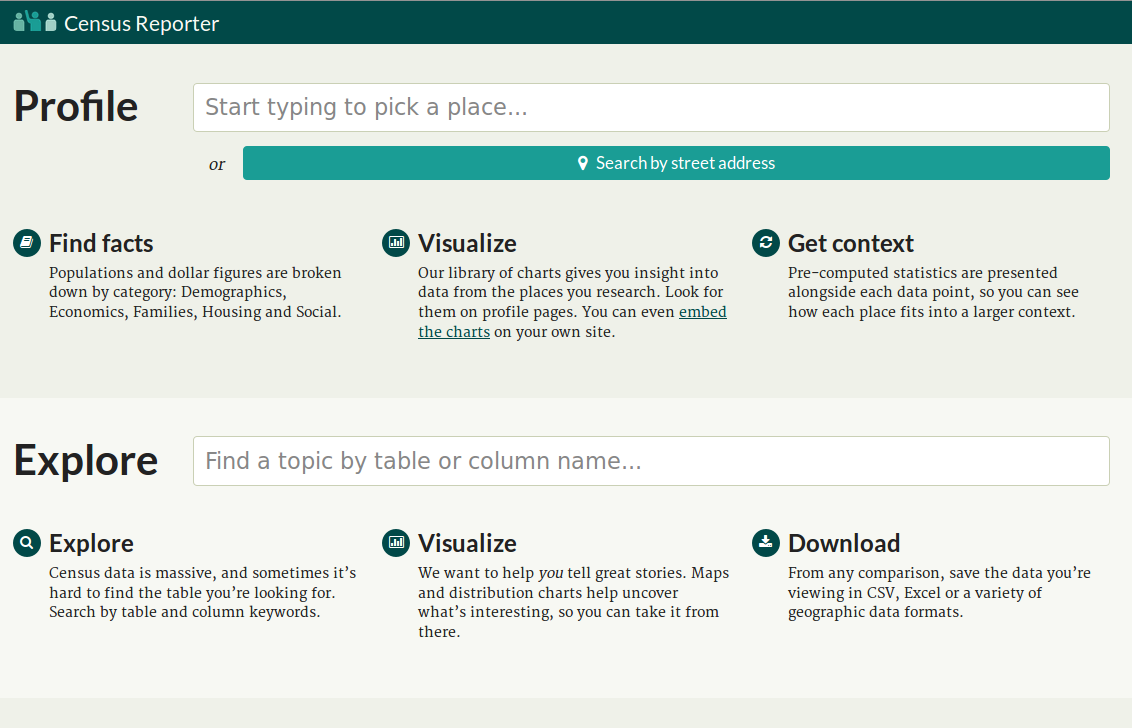 Census Reporter
Profile
Start typing to pick a place...
or
Search by street address
Find facts
Populations and dollar figures are broken
down by category: Demographics,
Economics, Families, Housing and Social.
Visualize
Our library of charts gives you insight into
data from the places you research. Look for
them on profile pages. You can even embed
the charts on your own site.
Get context
Pre-computed statistics are presented
alongside each data point, so you can see
how each place fits into a larger context.
Explore
Find a topic by table or column name...
Explore
Census data is massive, and sometimes it’s
hard to find the table you’re looking for.
Search by table and column keywords.
Visualize
We want to help you tell great stories. Maps
and distribution charts help uncover
what’s interesting, so you can take it from
there.
Download
From any comparison, save the data you’re
viewing in CSV, Excel or a variety of
geographic data formats.